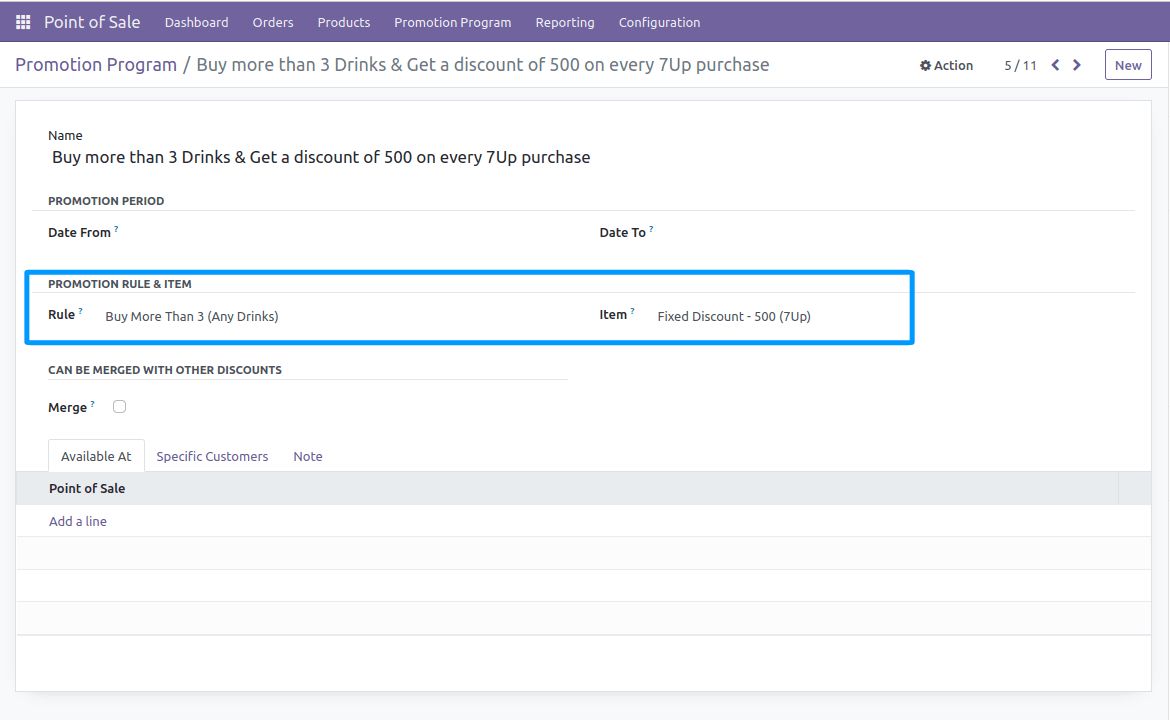 Point of Sale Dashboard Orders Products Promotion Program Reporting Configuration
Promotion Program / Buy more than 3 Drinks & Get a discount of 500 on every 7Up purchase Action 5 / 11 New
Name
Buy more than 3 Drinks & Get a discount of 500 on every 7Up purchase
PROMOTION PERIOD
Date From ? Date To ?
PROMOTION RULE & ITEM
Rule ? Buy More Than 3 (Any Drinks) Item ? Fixed Discount - 500 (7Up)
CAN BE MERGED WITH OTHER DISCOUNTS
Merge ?
Available At Specific Customers Note
Point of Sale
Add a line